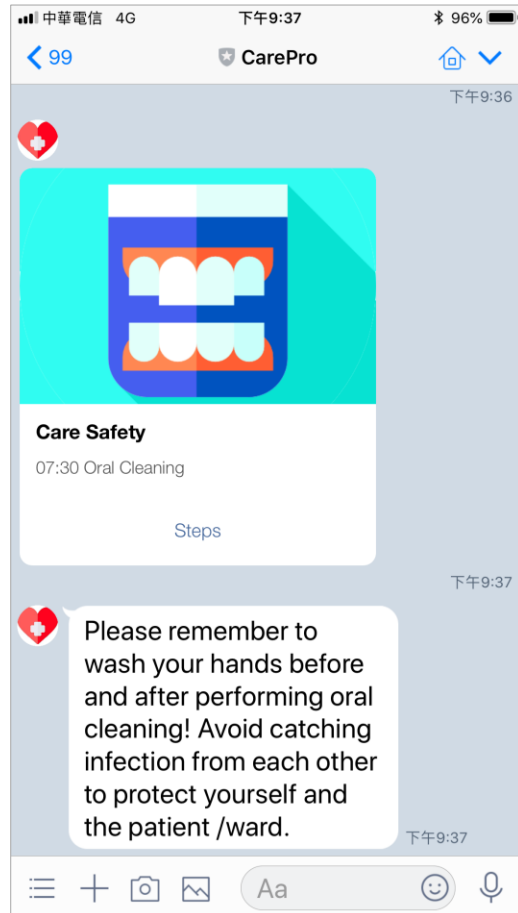 中華電信 4G 下午9:37 96%
99 CarePro
下午9:36
Care Safety
07:30 Oral Cleaning
Steps
下午9:37
Please remember to
wash your hands before
and after performing oral
cleaning! Avoid catching
infection from each other
to protect yourself and
the patient /ward.
下午9:37
Aa